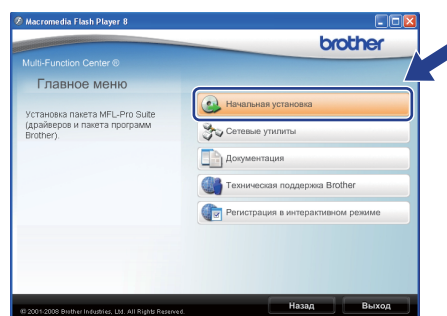 Macromedia Flash Player 8
brother
Multi-Function Center ®
Главное меню
Установка пакета MFL-Pro Suite
(драйверов и пакета программ
Brother).
Начальная установка
Сетевые утилиты
Документация
Техническая поддержка Brother
Регистрация в интерактивном режиме
© 2001-2008 Brother Industries, Ltd. All Rights Reserved.
Назад
Выход